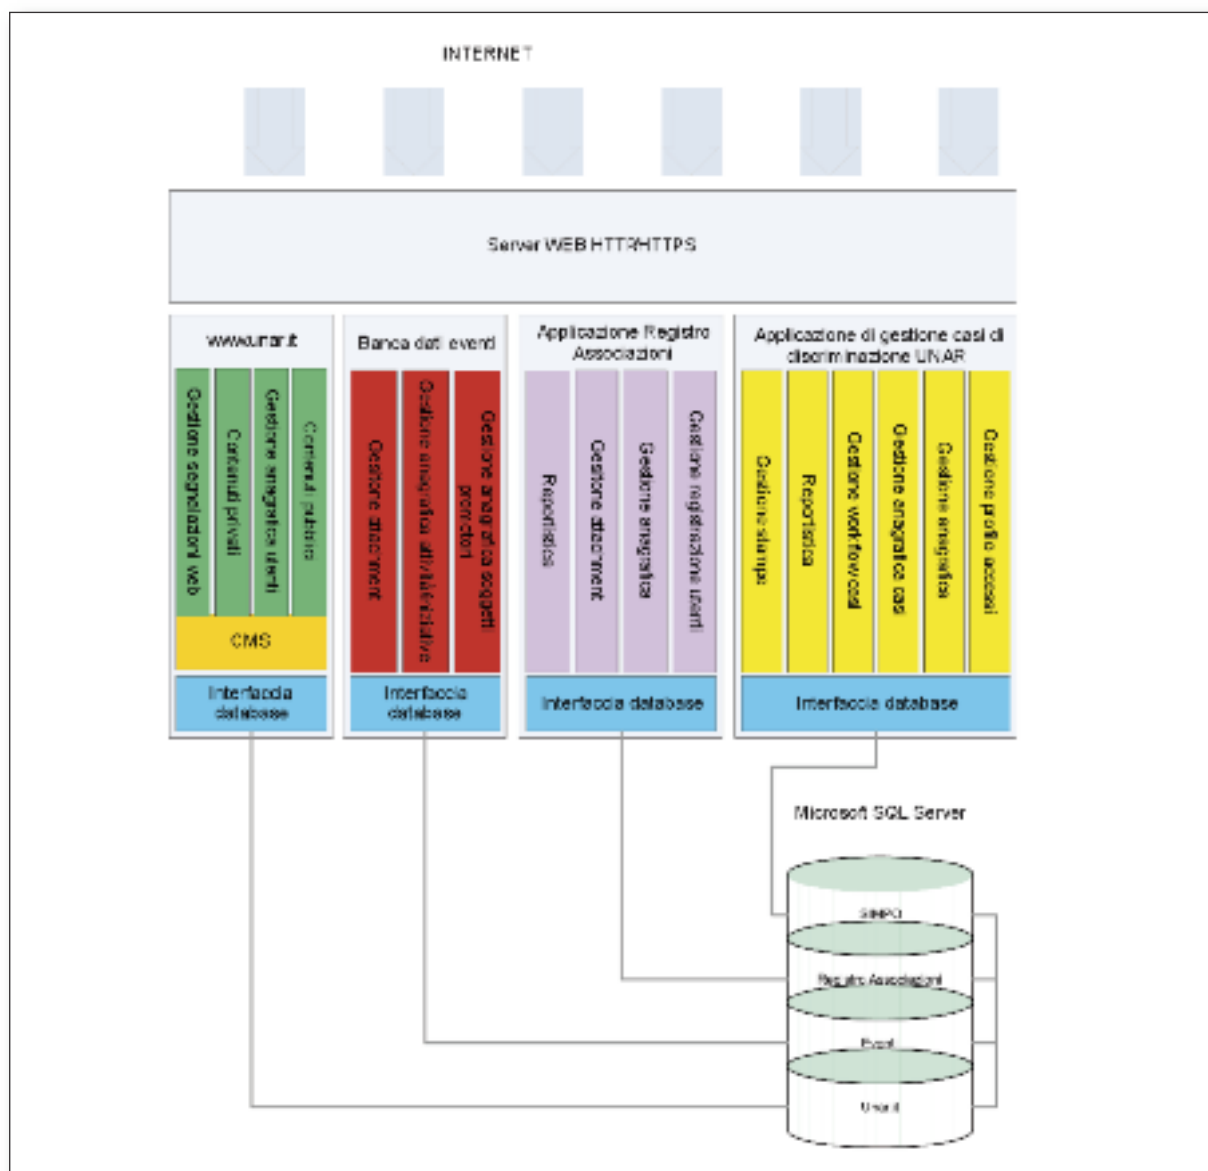 INTERNET
Server WEB HTTP/HTTPS
www.unar.it
Gestione segnalazioni web
Contenuti privati
Gestione anagrafica utenti
Contenuti pubblici
CMS
Interfaccia
database
Banca dati eventi
Gestione attachment
Gestione anagrafica attività/iniziative
Gestione anagrafica soggetti
promotori
Interfaccia
database
Applicazione Registro
Associazioni
Reportistica
Gestione attachment
Gestione anagrafica
Gestione registrazione utenti
Interfaccia database
Applicazione di gestione casi di
discriminazione UNAR
Gestione stampe
Reportistica
Gestione workflow casi
Gestione anagrafica casi
Gestione anagrafica
Gestione profilo accessi
Interfaccia database
Microsoft SQL Server
Registro Associazioni
Unar.it